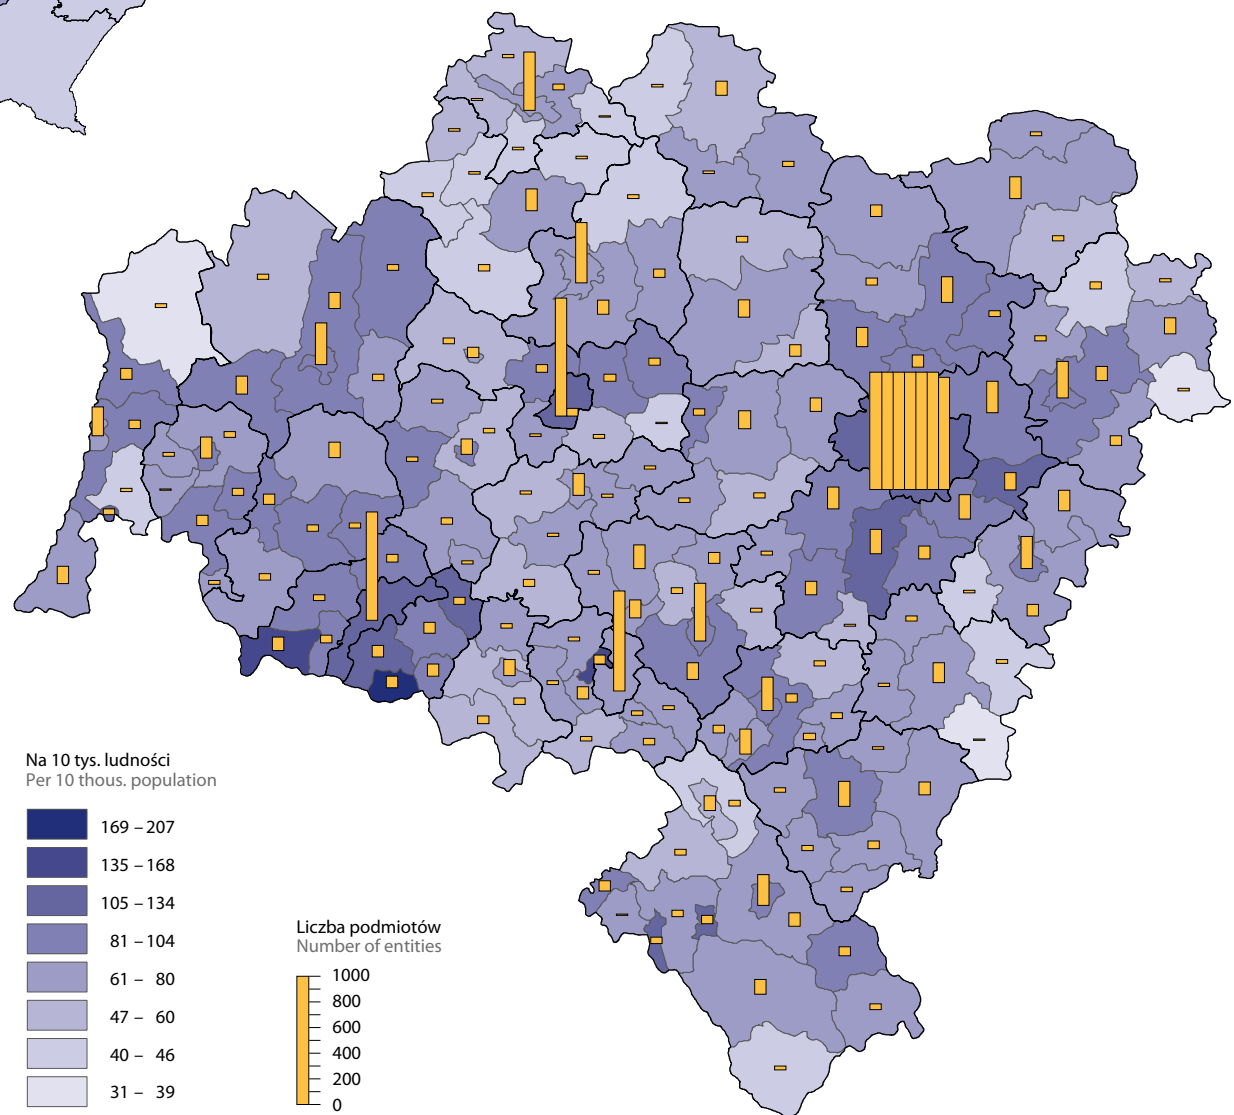 Na 10 tys. ludności
Per 10 thous. population
169 – 207
135 – 168
105 – 134
81 – 104
61 – 80
47 – 60
40 – 46
31 – 39
Liczba podmiotów
Number of entities
1000
800
600
400
200
0